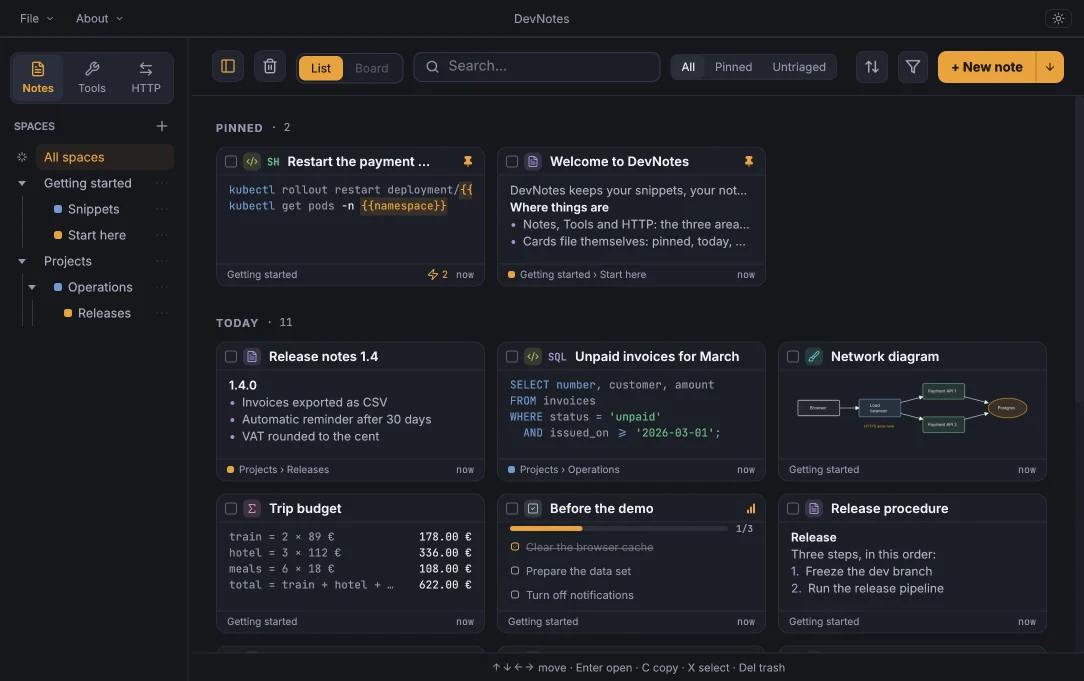 File
About
DevNotes
Notes
Tools
HTTP
List
Board
Search...
All
Pinned
Untriaged
+ New note
SPACES
All spaces
Getting started
Snippets
Start here
Projects
Operations
Releases
PINNED · 2
SH Restart the payment ...
kubectl rollout restart deployment/{{
kubectl get pods -n {{namespace}}
Getting started
2 now
Welcome to DevNotes
DevNotes keeps your snippets, your not...
Where things are
• Notes, Tools and HTTP: the three area...
• Cards file themselves: pinned, today, ...
Getting started › Start here
now
TODAY · 11
Release notes 1.4
1.4.0
• Invoices exported as CSV
• Automatic reminder after 30 days
• VAT rounded to the cent
Projects › Releases
now
SQL Unpaid invoices for March
SELECT number, customer, amount
FROM invoices
WHERE status = 'unpaid'
AND issued_on ⩾ '2026-03-01';
Projects › Operations
now
Network diagram
Browser
Load
balancer
Payment API 1
Payment API 2
Postgres
Getting started
now
Trip budget
train = 2 × 89 € 178.00 €
hotel = 3 × 112 € 336.00 €
meals = 6 × 18 € 108.00 €
total = train + hotel + … 622.00 €
Getting started
now
Before the demo
1/3
Clear the browser cache
Prepare the data set
Turn off notifications
Getting started
now
Release procedure
Release
Three steps, in this order:
1. Freeze the dev branch
2. Run the release pipeline
Getting started
now
↑↓←→ move · Enter open · C copy · X select · Del trash